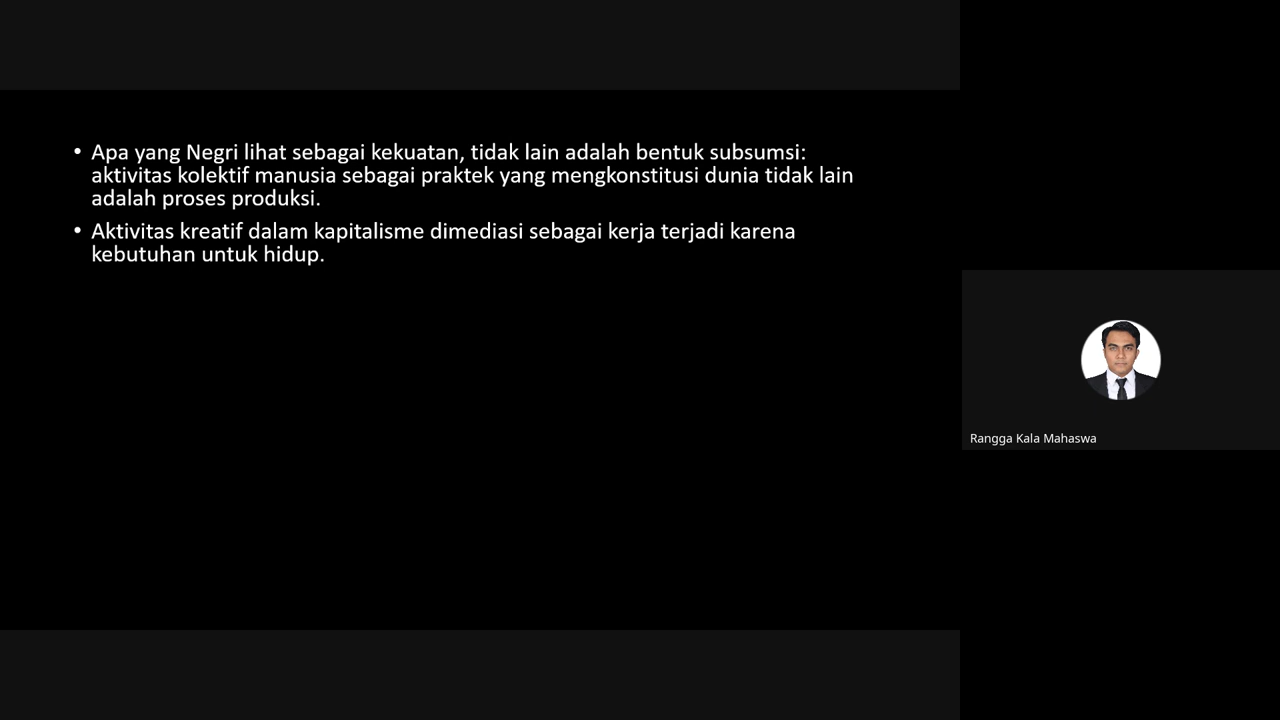 • Apa yang Negri lihat sebagai kekuatan, tidak lain adalah bentuk subsumsi:
aktivitas kolektif manusia sebagai praktek yang mengkonstitusi dunia tidak lain
adalah proses produksi.
• Aktivitas kreatif dalam kapitalisme dimediasi sebagai kerja terjadi karena
kebutuhan untuk hidup.
Rangga Kala Mahaswa